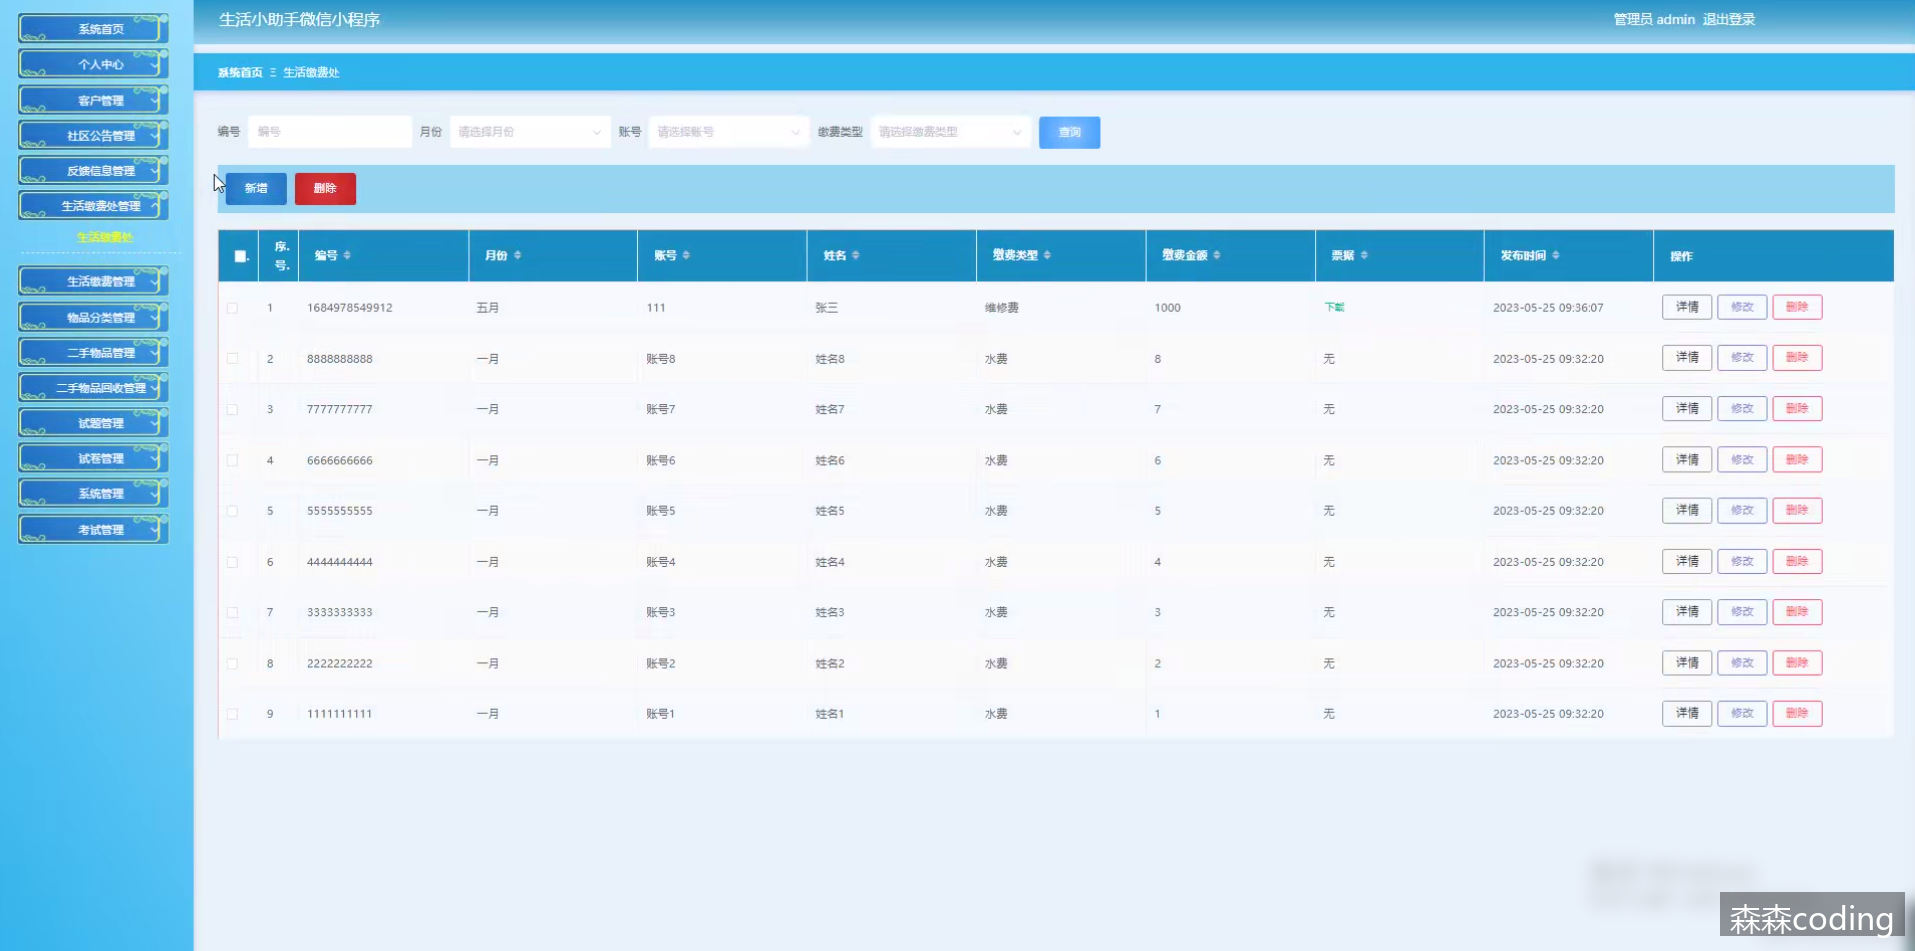 生活小助手微信小程序
管理员 admin 退出登录
系统首页
个人中心
客户管理
社区公告管理
反馈信息管理
生活缴费处管理
生活缴费处
生活缴费管理
物品分类管理
二手物品管理
二手物品回收管理
试题管理
试卷管理
系统管理
考试管理
系统首页 Ξ 生活缴费处
编号 编号 月份 请选择月份 账号 请选择账号 缴费类型 请选择缴费类型 查询
新增 删除
序号 编号 月份 账号 姓名 缴费类型 缴费金额 票据 发布时间 操作
1 1684978549912 五月 111 张三 维修费 1000 下载 2023-05-25 09:36:07 详情 修改 删除
2 8888888888 一月 账号8 姓名8 水费 8 无 2023-05-25 09:32:20 详情 修改 删除
3 7777777777 一月 账号7 姓名7 水费 7 无 2023-05-25 09:32:20 详情 修改 删除
4 6666666666 一月 账号6 姓名6 水费 6 无 2023-05-25 09:32:20 详情 修改 删除
5 5555555555 一月 账号5 姓名5 水费 5 无 2023-05-25 09:32:20 详情 修改 删除
6 4444444444 一月 账号4 姓名4 水费 4 无 2023-05-25 09:32:20 详情 修改 删除
7 3333333333 一月 账号3 姓名3 水费 3 无 2023-05-25 09:32:20 详情 修改 删除
8 2222222222 一月 账号2 姓名2 水费 2 无 2023-05-25 09:32:20 详情 修改 删除
9 1111111111 一月 账号1 姓名1 水费 1 无 2023-05-25 09:32:20 详情 修改 删除
森森coding